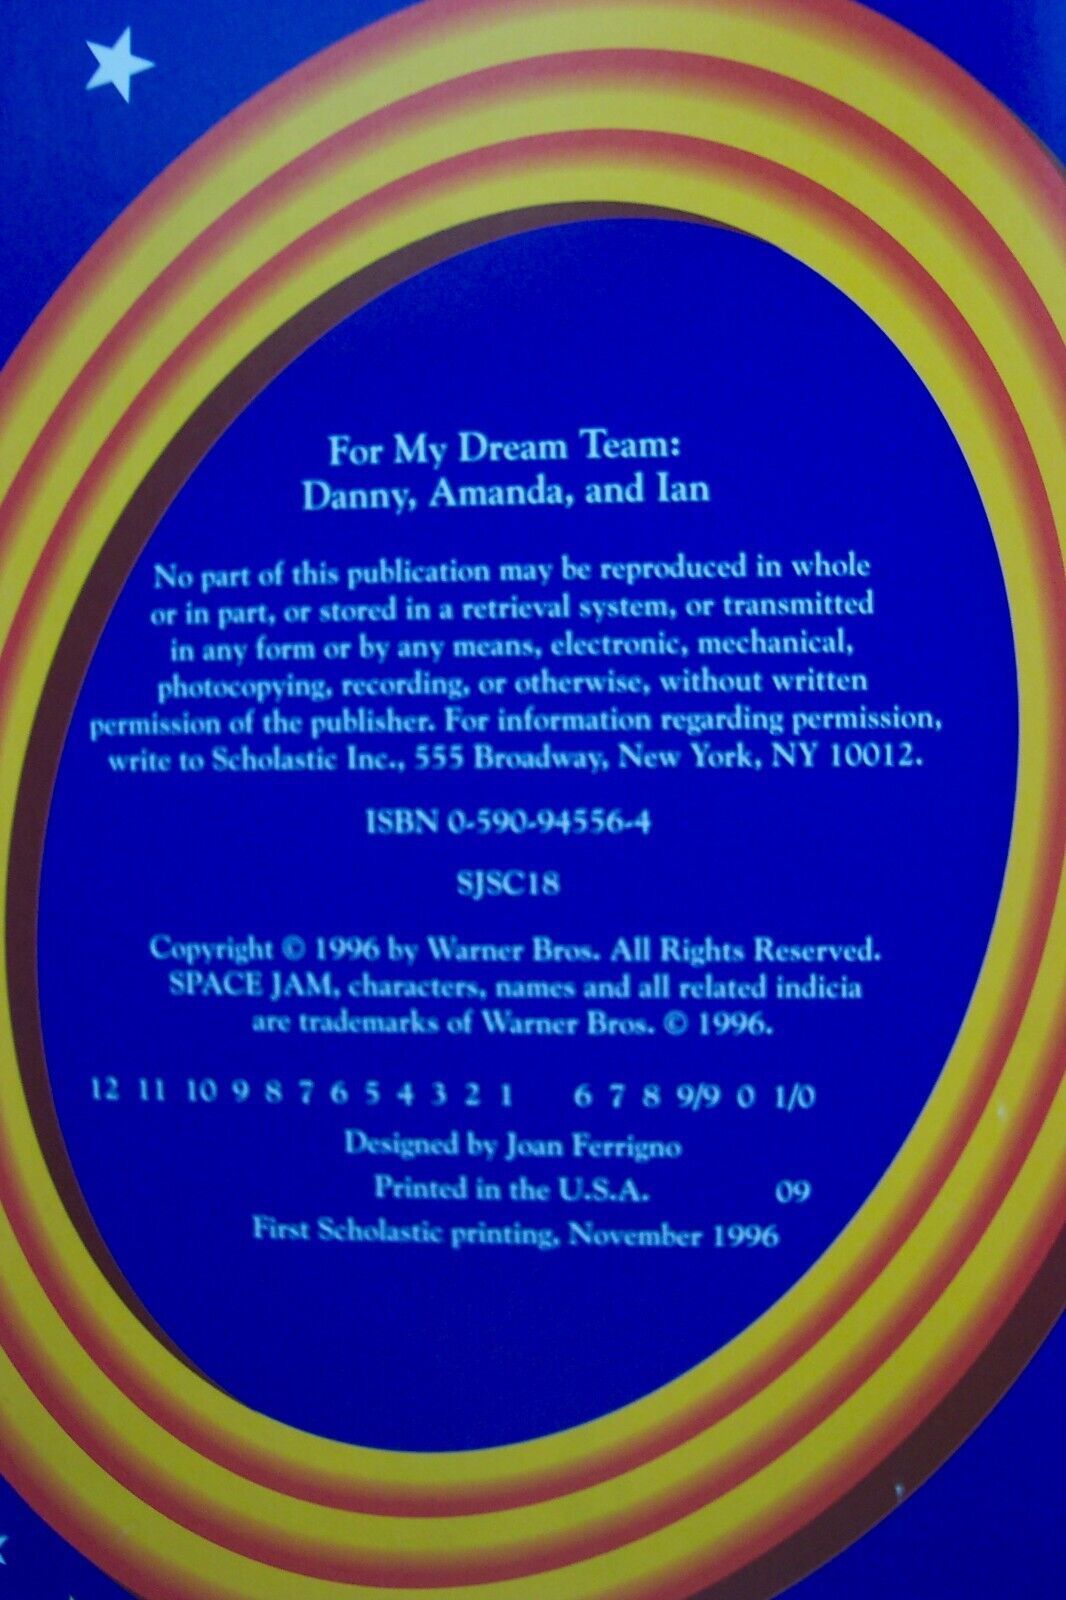 For My Dream Team:
Danny, Amanda, and Ian
No part of this publication may be reproduced in whole
or in part, or stored in a retrieval system, or transmitted
in any form or by any means, electronic, mechanical,
photocopying, recording, or otherwise, without written
permission of the publisher. For information regarding permission,
write to Scholastic Inc., 555 Broadway, New York, NY 10012.
ISBN 0-590-94556-4
SJSC18
Copyright © 1996 by Warner Bros. All Rights Reserved.
SPACE JAM, characters, names and all related indicia
are trademarks of Warner Bros. © 1996.
12 11 10 9 8 7 6 5 4 3 2 1 6 7 8 9/9 0 1/0
Designed by Joan Ferrigno
Printed in the U.S.A. 09
First Scholastic printing, November 1996